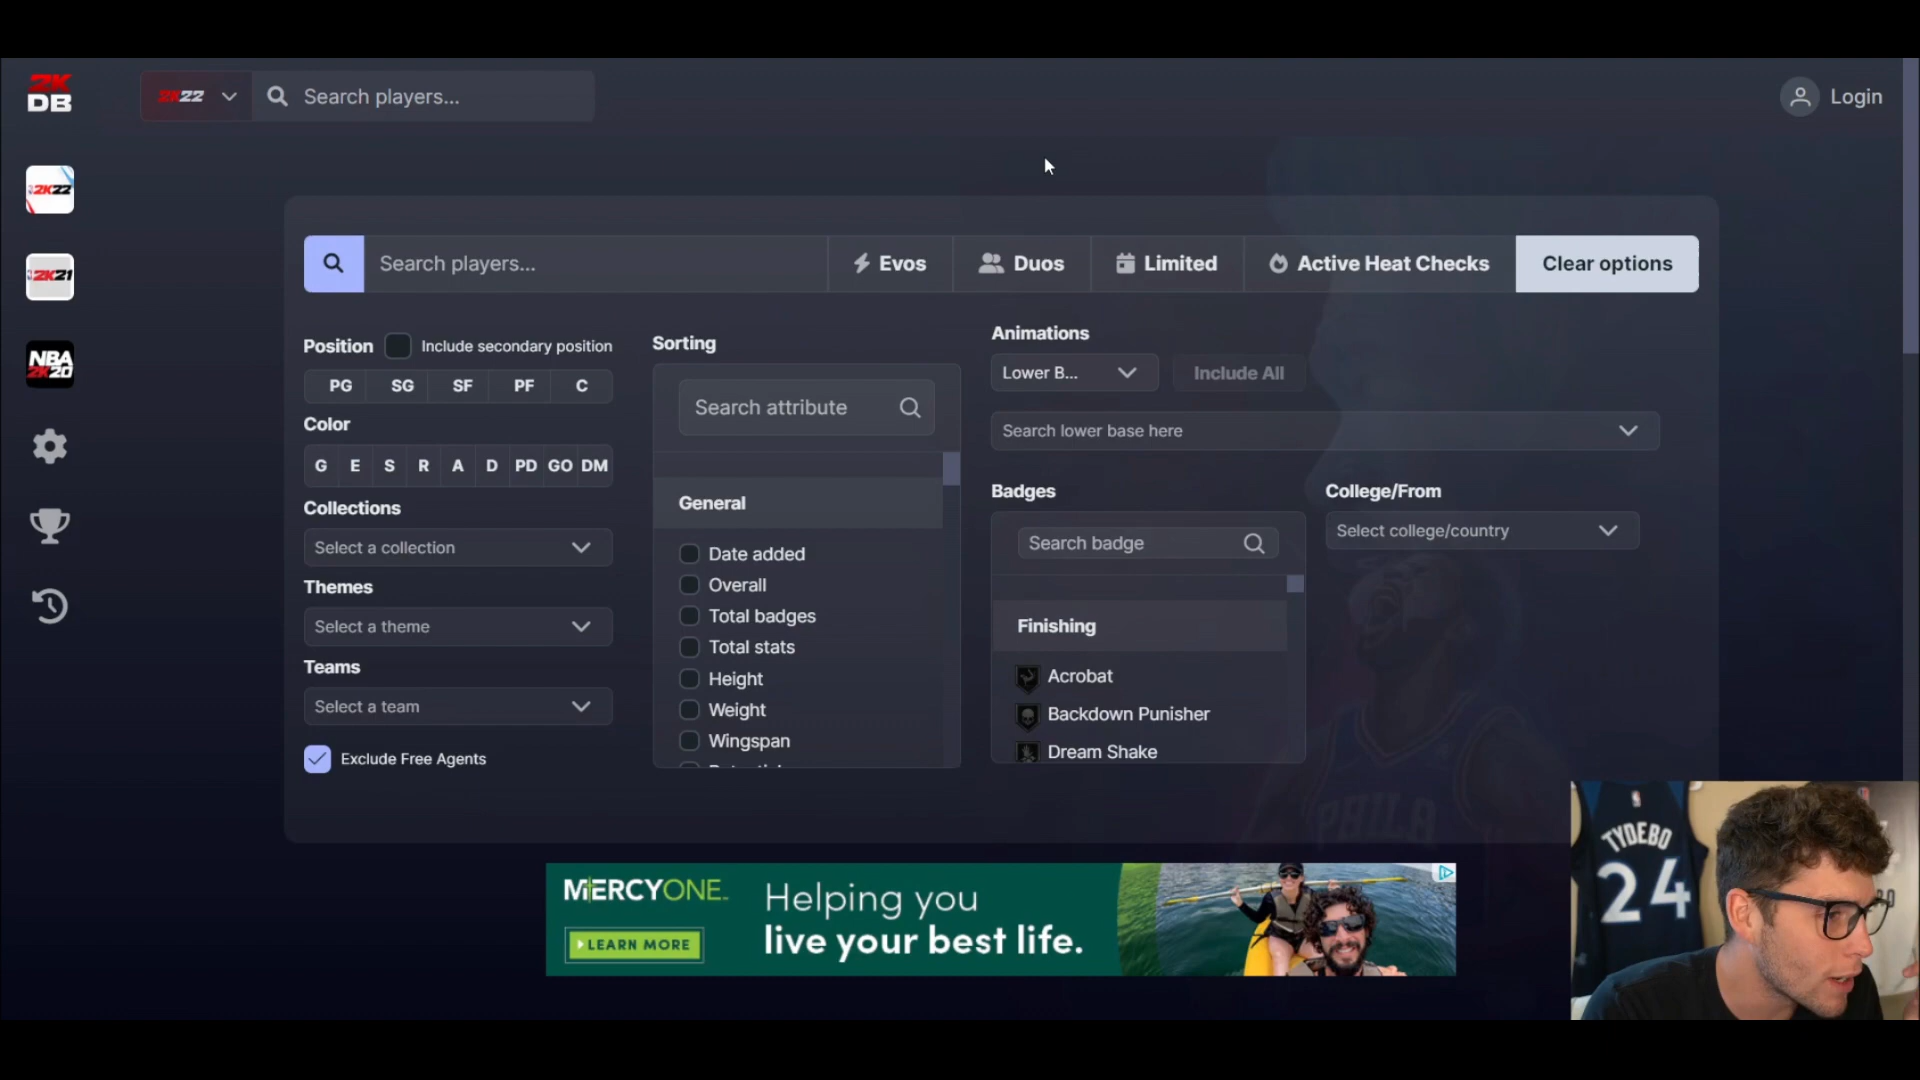 2K
DB
2K22
Search players...
Login
2K22
2K21
NBA
2K20
Search players...
Evos
Duos
Limited
Active Heat Checks
Clear options
Position
Include secondary position
PG SG SF PF C
Color
G E S R A D PD GO DM
Collections
Select a collection
Themes
Select a theme
Teams
Select a team
Exclude Free Agents
Sorting
Search attribute
General
Date added
Overall
Total badges
Total stats
Height
Weight
Wingspan
Animations
Lower B...
Include All
Search lower base here
Badges
Search badge
Finishing
Acrobat
Backdown Punisher
Dream Shake
College/From
Select college/country
PHILA
MERCYONE
LEARN MORE
Helping you
live your best life.
TYDEBO
24